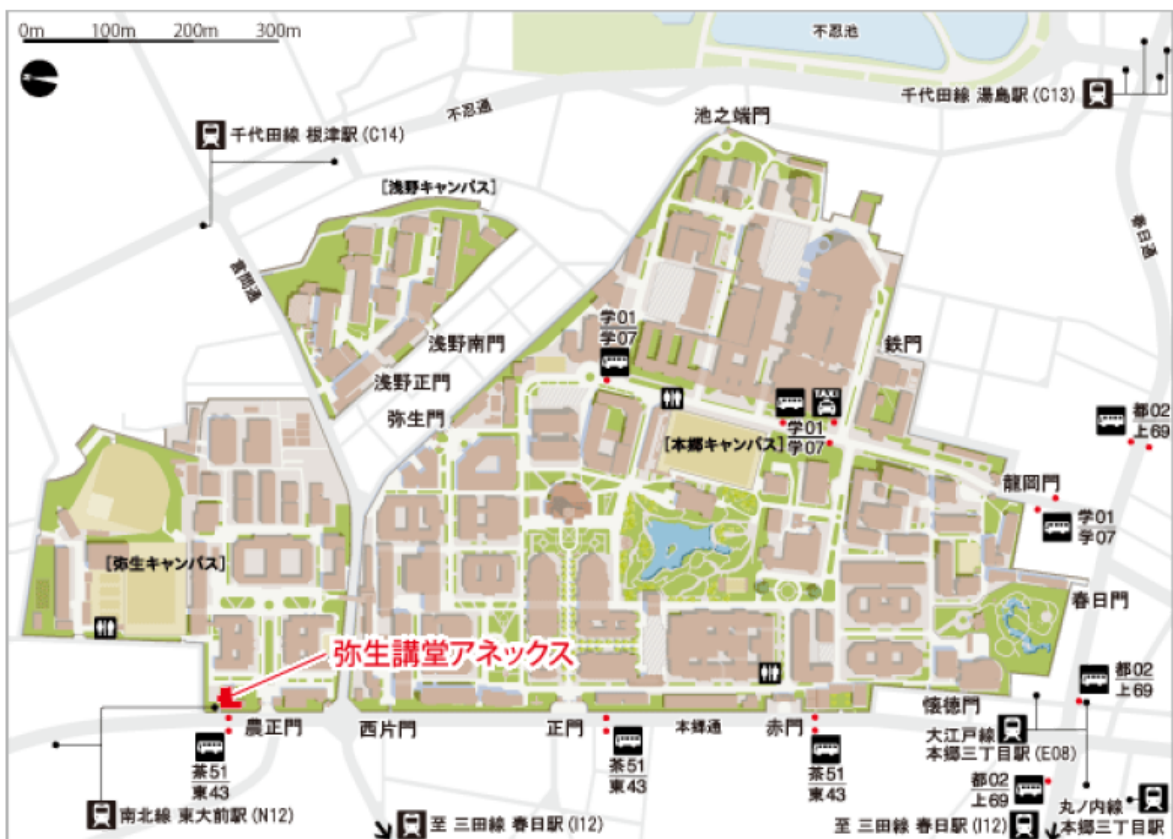 0m 100m 200m 300m
不忍池
千代田線 湯島駅(C13)
不忍通
池之端門
千代田線 根津駅(C14)
[浅野キャンパス]
春日通
言問通
学01
学07
浅野南門
鉄門
浅野正門
TAXI
弥生門
都02
上69
[本郷キャンパス]
学01
学07
龍岡門
学01
学07
[弥生キャンパス]
春日門
弥生講堂アネックス
都02
上69
懐徳門
農正門
西片門
正門
本郷通
赤門
大江戸線
本郷三丁目駅(E08)
茶51
東43
茶51
東43
茶51
東43
都02
上69
丸ノ内線
本郷三丁目駅
南北線 東大前駅(N12)
至 三田線 春日駅(I12)
至 三田線 春日駅(I12)